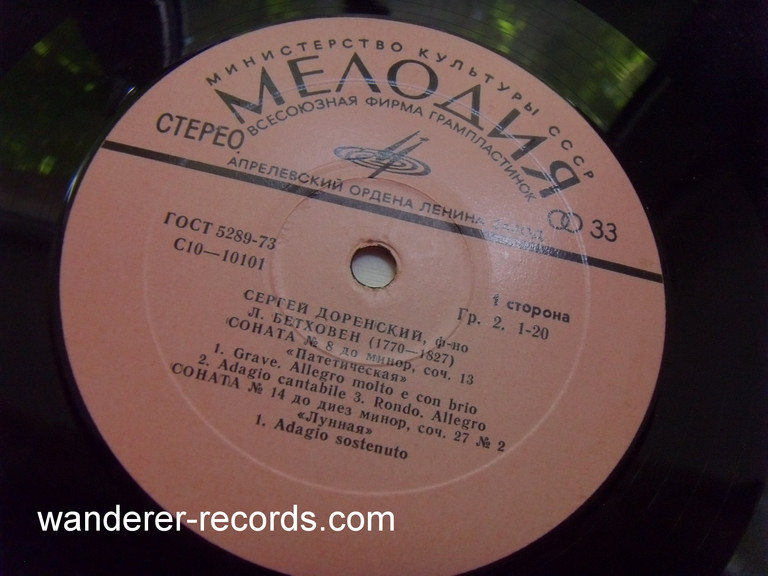 МИНИСТЕРСТВО КУЛЬТУРЫ СССР
МЕЛОДИЯ
ВСЕСОЮЗНАЯ ФИРМА ГРАМПЛАСТИНОК
СТЕРЕО
АПРЕЛЕВСКИЙ ОРДЕНА ЛЕНИНА ЗАВОД
33
ГОСТ 5289-73
С10—10101
1 сторона
Гр. 2. 1-20
СЕРГЕЙ ДОРЕНСКИЙ, ф-но
Л. БЕТХОВЕН (1770—1827)
СОНАТА № 8 до минор, соч. 13
«Патетическая»
1. Grave. Allegro molto e con brio
2. Adagio cantabile 3. Rondo. Allegro
СОНАТА № 14 до диез минор, соч. 27 № 2
«Лунная»
1. Adagio sostenuto
wanderer-records.com